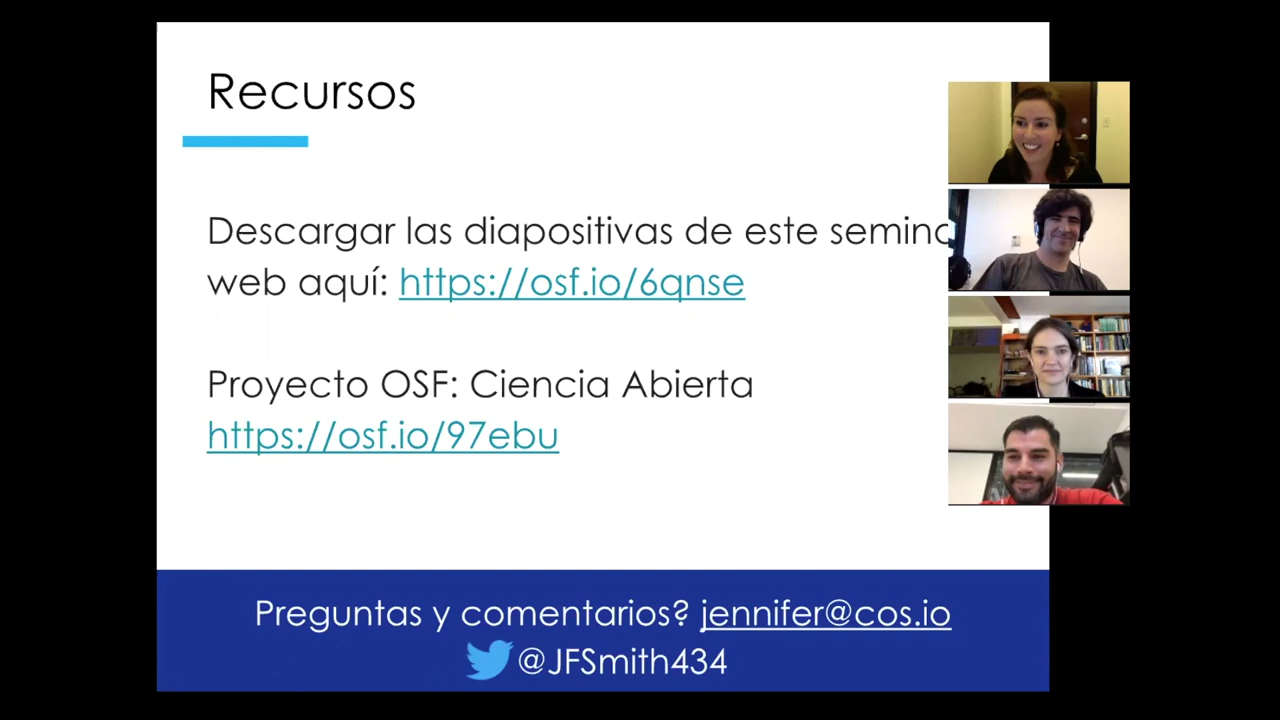 Recursos
Descargar las diapositivas de este
web aquí: https://osf.io/6qnse
Proyecto OSF: Ciencia Abierta
https://osf.io/97ebu
Preguntas y comentarios? jennifer@cos.io
@JFSmith434